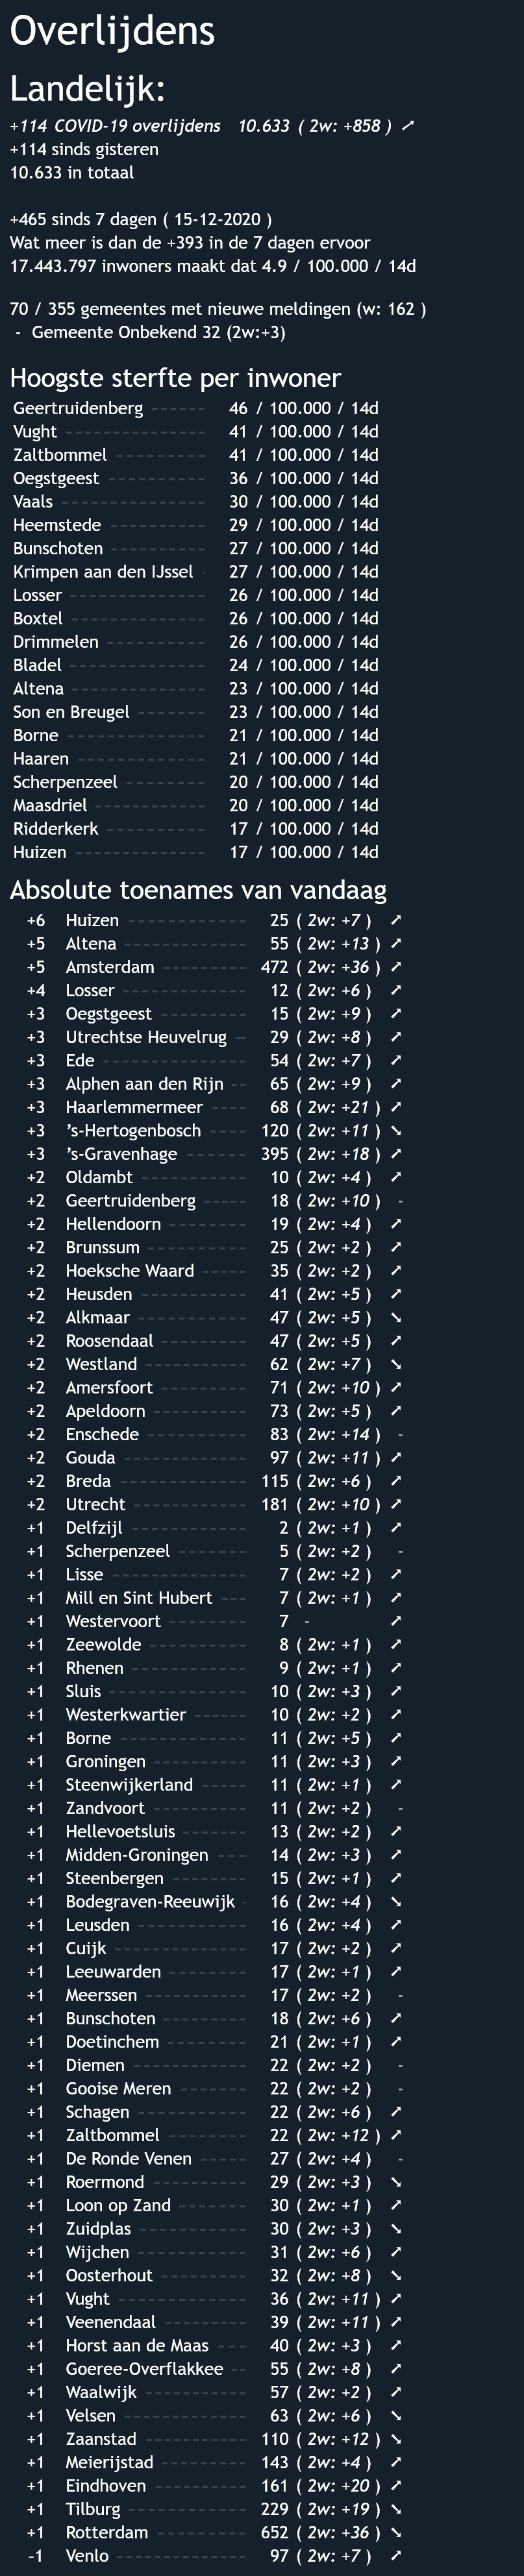 Overlijdens
Landelijk:
+114 COVID-19 overlijdens 10.633 ( 2w: +858 ) ↗
+114 sinds gisteren
10.633 in totaal
+465 sinds 7 dagen ( 15-12-2020 )
Wat meer is dan de +393 in de 7 dagen ervoor
17.443.797 inwoners maakt dat 4.9 / 100.000 / 14d
70 / 355 gemeentes met nieuwe meldingen (w: 162 )
- Gemeente Onbekend 32 (2w:+3)
Hoogste sterfte per inwoner
Geertruidenberg ------ 46 / 100.000 / 14d
Vught ----------- 41 / 100.000 / 14d
Zaltbommel -------- 41 / 100.000 / 14d
Oegstgeest --------- 36 / 100.000 / 14d
Vaals ------------ 30 / 100.000 / 14d
Heemstede -------- 29 / 100.000 / 14d
Bunschoten -------- 27 / 100.000 / 14d
Krimpen aan den IJssel - 27 / 100.000 / 14d
Losser ----------- 26 / 100.000 / 14d
Boxtel ----------- 26 / 100.000 / 14d
Drimmelen -------- 26 / 100.000 / 14d
Bladel ----------- 24 / 100.000 / 14d
Altena ----------- 23 / 100.000 / 14d
Son en Breugel ------ 23 / 100.000 / 14d
Borne ----------- 21 / 100.000 / 14d
Haaren ---------- 21 / 100.000 / 14d
Scherpenzeel ------- 20 / 100.000 / 14d
Maasdriel --------- 20 / 100.000 / 14d
Ridderkerk -------- 17 / 100.000 / 14d
Huizen ---------- 17 / 100.000 / 14d
Absolute toenames van vandaag
+6 Huizen ---------- 25 ( 2w: +7 ) ↗
+5 Altena ---------- 55 ( 2w: +13 ) ↗
+5 Amsterdam ------- 472 ( 2w: +36 ) ↗
+4 Losser ---------- 12 ( 2w: +6 ) ↗
+3 Oegstgeest ------- 15 ( 2w: +9 ) ↗
+3 Utrechtse Heuvelrug - 29 ( 2w: +8 ) ↗
+3 Ede ------------ 54 ( 2w: +7 ) ↗
+3 Alphen aan den Rijn -- 65 ( 2w: +9 ) ↗
+3 Haarlemmermeer ---- 68 ( 2w: +21 ) ↗
+3 's-Hertogenbosch ---- 120 ( 2w: +11 ) ↘
+3 's-Gravenhage ------ 395 ( 2w: +18 ) ↗
+2 Oldambt --------- 10 ( 2w: +4 ) ↗
+2 Geertruidenberg ----- 18 ( 2w: +10 ) -
+2 Hellendoorn ------- 19 ( 2w: +4 ) ↗
+2 Brunssum -------- 25 ( 2w: +2 ) ↗
+2 Hoeksche Waard ----- 35 ( 2w: +2 ) ↗
+2 Heusden --------- 41 ( 2w: +5 ) ↗
+2 Alkmaar --------- 47 ( 2w: +5 ) ↘
+2 Roosendaal ------- 47 ( 2w: +5 ) ↗
+2 Westland -------- 62 ( 2w: +7 ) ↘
+2 Amersfoort ------- 71 ( 2w: +10 ) ↗
+2 Apeldoorn -------- 73 ( 2w: +5 ) ↗
+2 Enschede -------- 83 ( 2w: +14 ) -
+2 Gouda ---------- 97 ( 2w: +11 ) ↗
+2 Breda ---------- 115 ( 2w: +6 ) ↗
+2 Utrecht --------- 181 ( 2w: +10 ) ↗
+1 Delfzijl --------- 2 ( 2w: +1 ) ↗
+1 Scherpenzeel ------ 5 ( 2w: +2 ) -
+1 Lisse ----------- 7 ( 2w: +2 ) ↗
+1 Mill en Sint Hubert --- 7 ( 2w: +1 ) ↗
+1 Westervoort ------- 7 - ↗
+1 Zeewolde -------- 8 ( 2w: +1 ) ↗
+1 Rhenen --------- 9 ( 2w: +1 ) ↗
+1 Sluis ----------- 10 ( 2w: +3 ) ↗
+1 Westerkwartier ------ 10 ( 2w: +2 ) ↗
+1 Borne ---------- 11 ( 2w: +5 ) ↗
+1 Groningen -------- 11 ( 2w: +3 ) ↗
+1 Steenwijkerland ----- 11 ( 2w: +1 ) ↗
+1 Zandvoort -------- 11 ( 2w: +2 ) -
+1 Hellevoetsluis ------ 13 ( 2w: +2 ) ↗
+1 Midden-Groningen --- 14 ( 2w: +3 ) ↗
+1 Steenbergen ------- 15 ( 2w: +1 ) ↗
+1 Bodegraven-Reeuwijk - 16 ( 2w: +4 ) ↘
+1 Leusden --------- 16 ( 2w: +4 ) ↗
+1 Cuijk ----------- 17 ( 2w: +2 ) ↗
+1 Leeuwarden ------- 17 ( 2w: +1 ) ↗
+1 Meerssen -------- 17 ( 2w: +2 ) -
+1 Bunschoten ------- 18 ( 2w: +6 ) ↗
+1 Doetinchem ------- 21 ( 2w: +1 ) ↗
+1 Diemen --------- 22 ( 2w: +2 ) -
+1 Gooise Meren ------ 22 ( 2w: +2 ) -
+1 Schagen --------- 22 ( 2w: +6 ) ↗
+1 Zaltbommel ------- 22 ( 2w: +12 ) ↗
+1 De Ronde Venen ----- 27 ( 2w: +4 ) -
+1 Roermond -------- 29 ( 2w: +3 ) ↘
+1 Loon op Zand ------ 30 ( 2w: +1 ) ↗
+1 Zuidplas --------- 30 ( 2w: +3 ) ↘
+1 Wijchen --------- 31 ( 2w: +6 ) ↗
+1 Oosterhout ------- 32 ( 2w: +8 ) ↘
+1 Vught ---------- 36 ( 2w: +11 ) ↗
+1 Veenendaal ------- 39 ( 2w: +11 ) ↗
+1 Horst aan de Maas --- 40 ( 2w: +3 ) ↗
+1 Goeree-Overflakkee -- 55 ( 2w: +8 ) ↗
+1 Waalwijk --------- 57 ( 2w: +2 ) ↗
+1 Velsen ---------- 63 ( 2w: +6 ) ↘
+1 Zaanstad -------- 110 ( 2w: +12 ) ↘
+1 Meierijstad ------- 143 ( 2w: +4 ) ↗
+1 Eindhoven -------- 161 ( 2w: +20 ) ↗
+1 Tilburg --------- 229 ( 2w: +19 ) ↘
+1 Rotterdam ------- 652 ( 2w: +36 ) ↘
-1 Venlo ---------- 97 ( 2w: +7 ) ↗